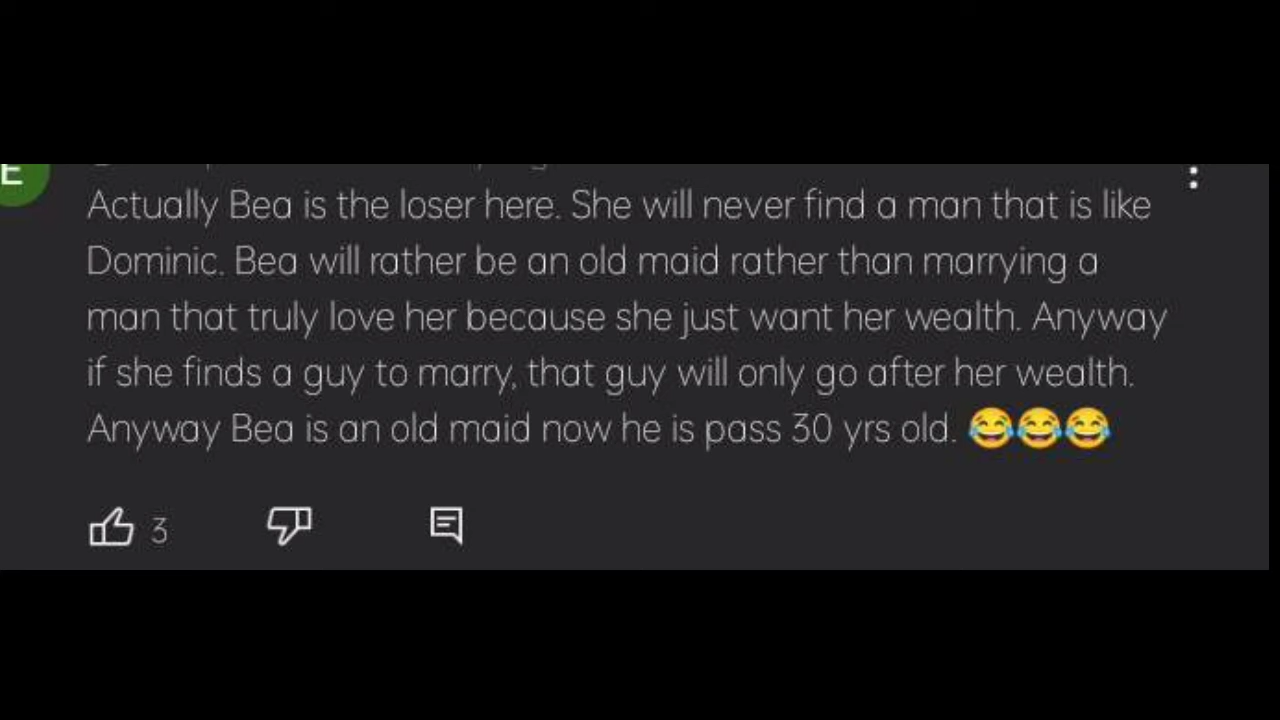 E
Actually Bea is the loser here. She will never find a man that is like
Dominic. Bea will rather be an old maid rather than marrying a
man that truly love her because she just want her wealth. Anyway
if she finds a guy to marry, that guy will only go after her wealth.
Anyway Bea is an old maid now he is pass 30 yrs old. 😂😂😂
3